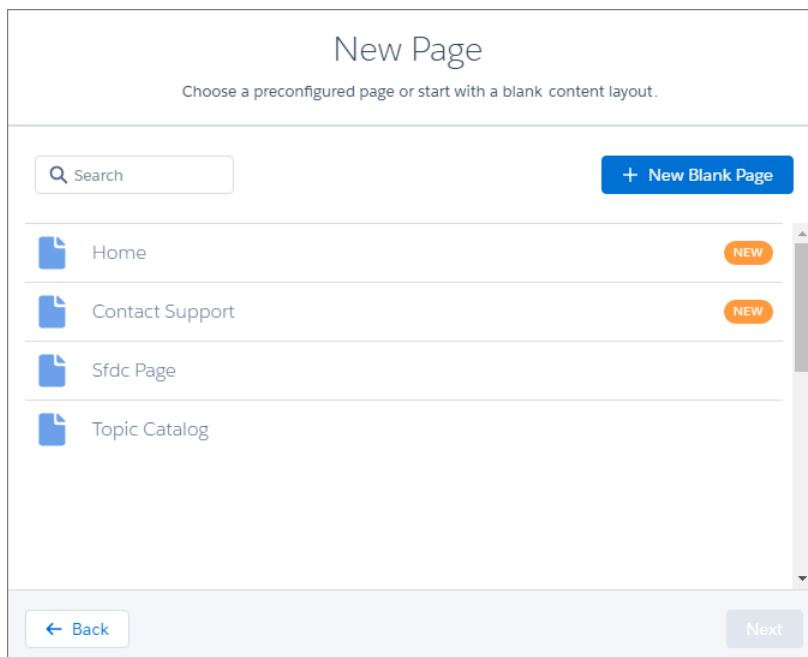 New Page
Choose a preconfigured page or start with a blank content layout.
Search
+ New Blank Page
Home NEW
Contact Support NEW
Sfdc Page
Topic Catalog
Back
Next